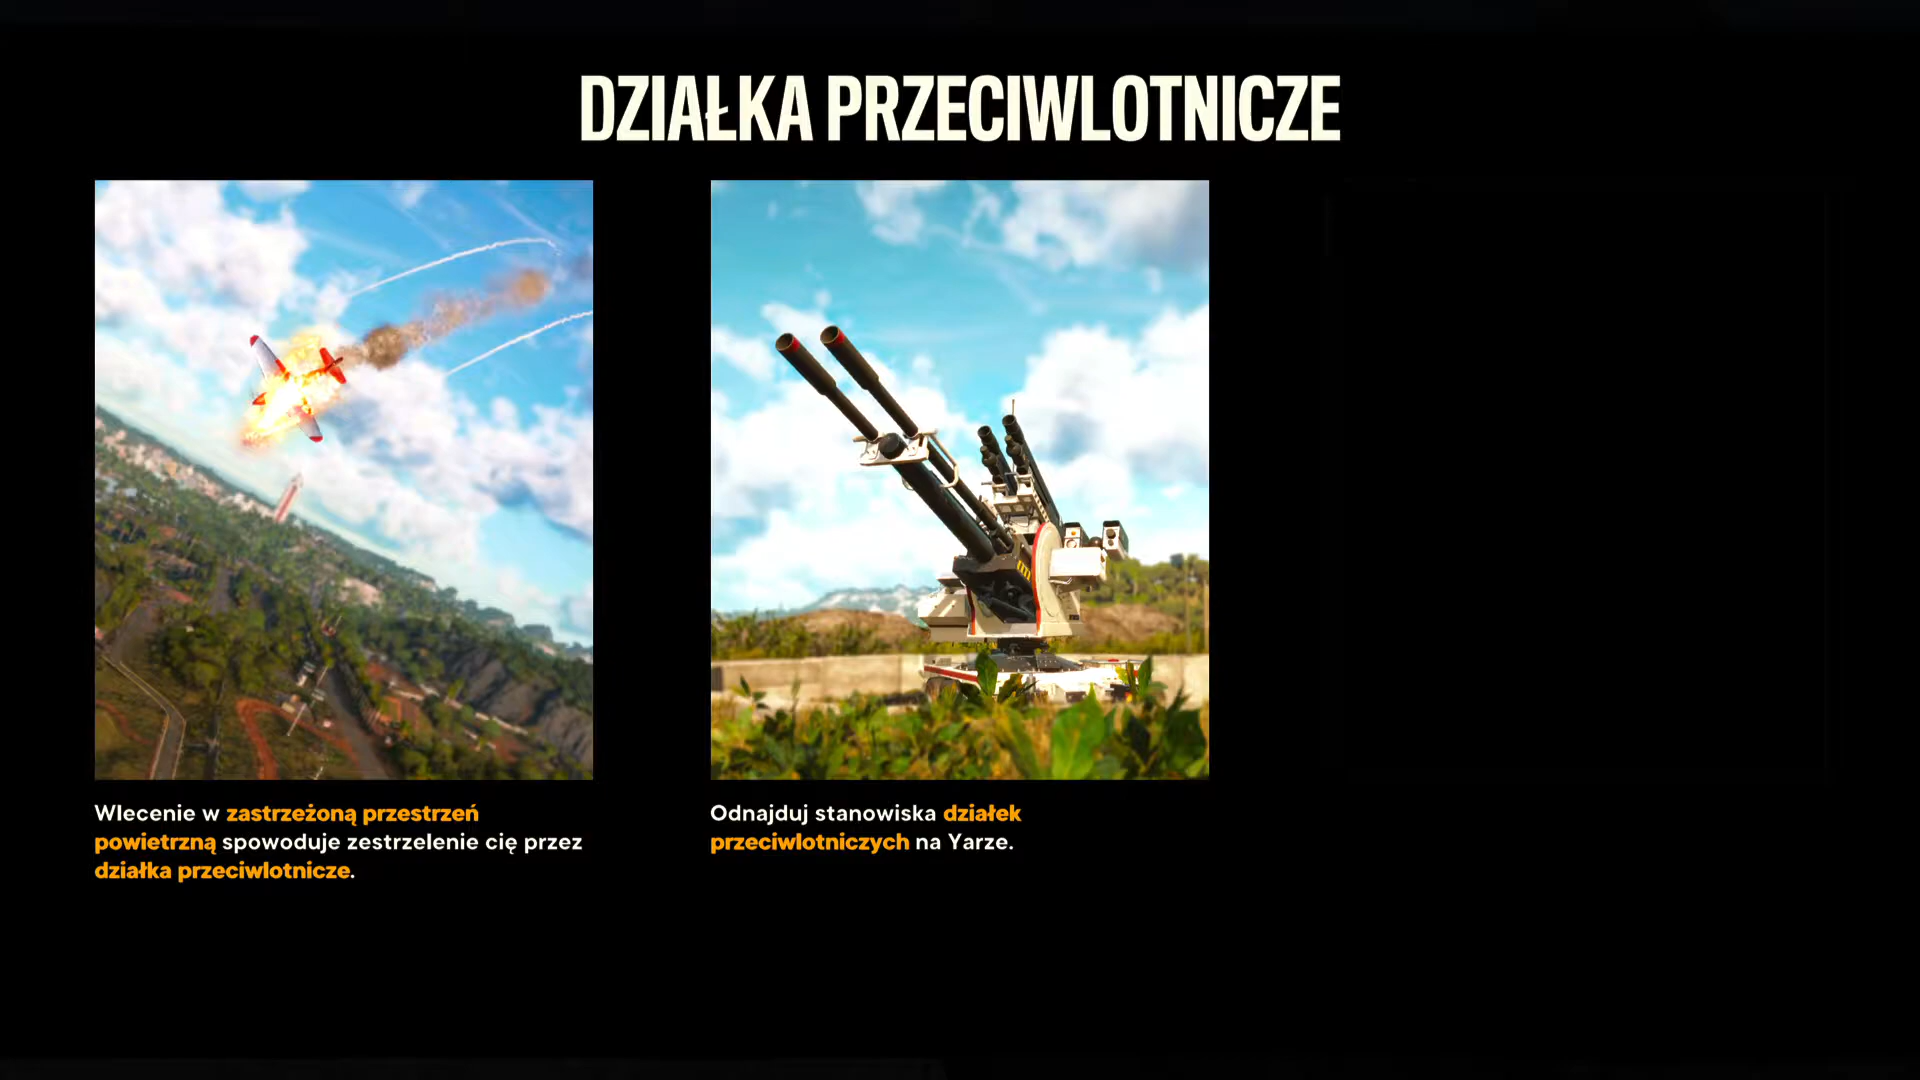 DZIAŁKA PRZECIWLOTNICZE
Wlecenie w zastrzeżoną przestrzeń
powietrzną spowoduje zestrzelenie cię przez
działka przeciwlotnicze.
Odnajduj stanowiska działek
przeciwlotniczych na Yarze.